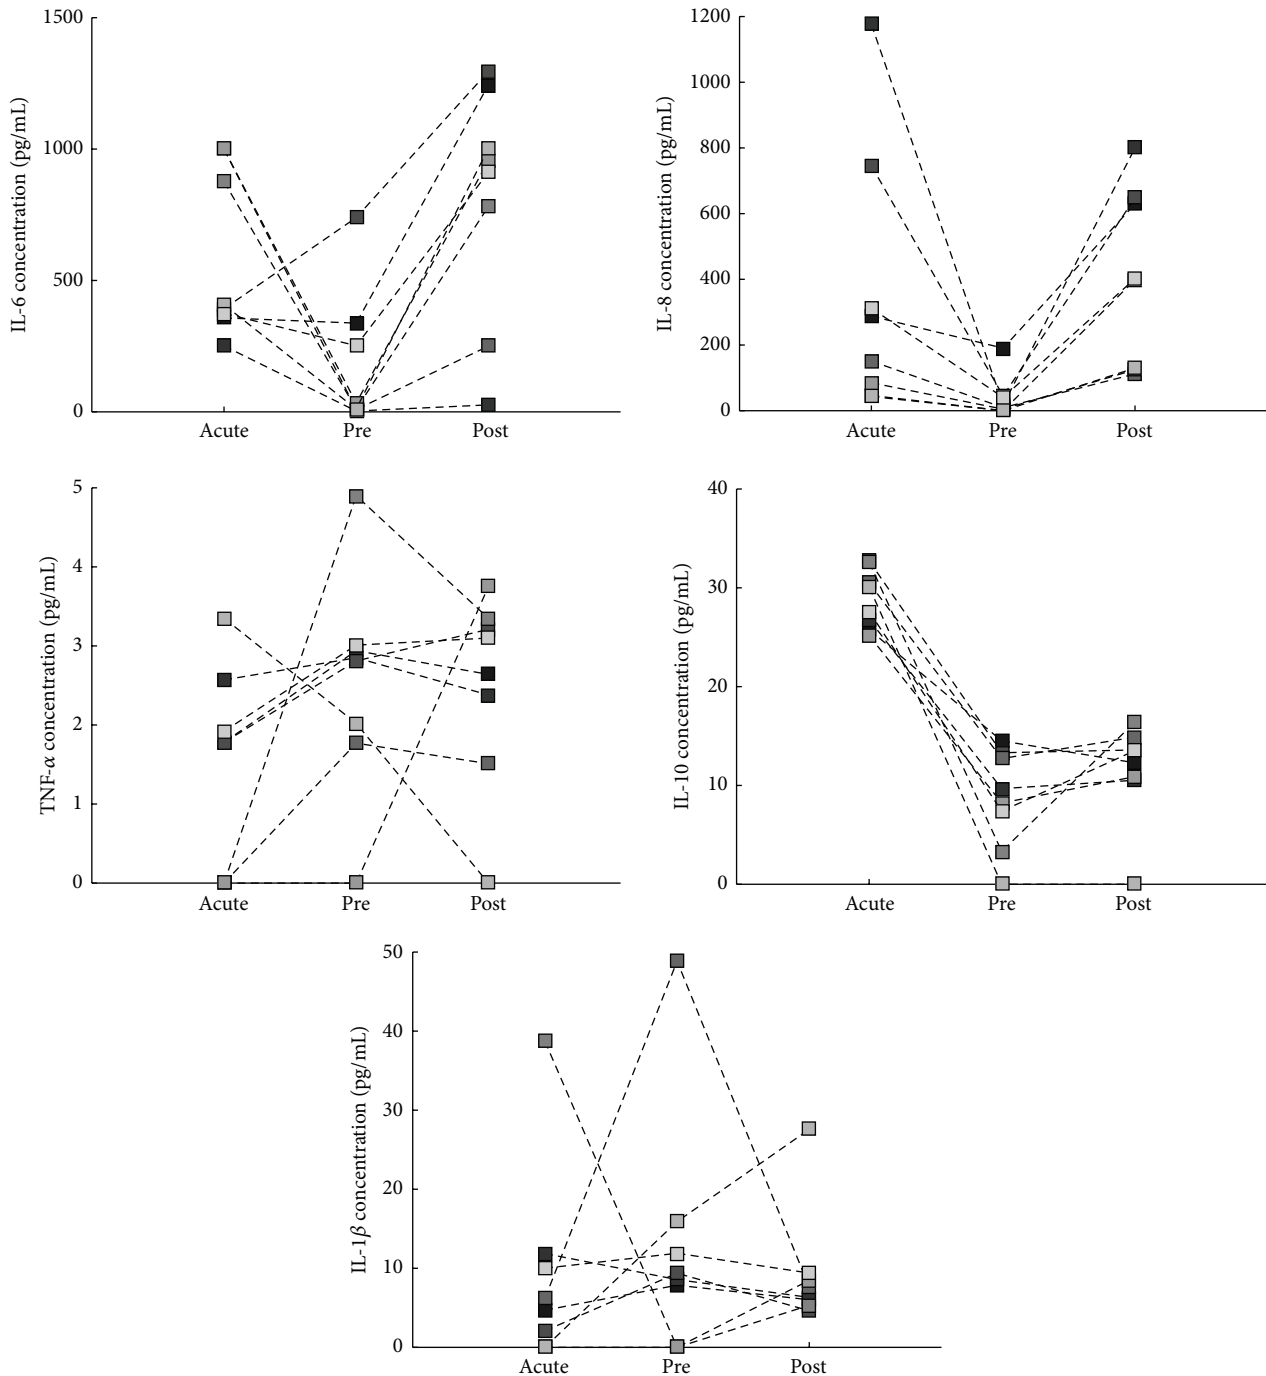 IL-6 concentration (pg/mL)
1500
1000
500
0
Acute Pre Post
IL-8 concentration (pg/mL)
1200
1000
800
600
400
200
0
Acute Pre Post
TNF-α concentration (pg/mL)
5
4
3
2
1
0
Acute Pre Post
IL-10 concentration (pg/mL)
40
30
20
10
0
Acute Pre Post
IL-1β concentration (pg/mL)
50
40
30
20
10
0
Acute Pre Post